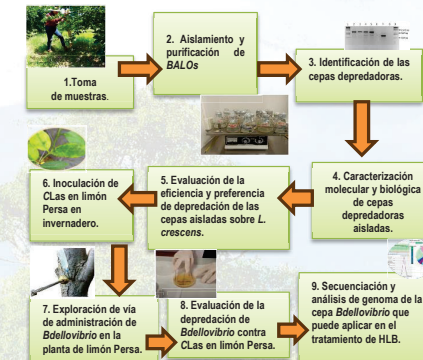 1.Toma
de muestras.
2. Aislamiento y
purificación de
BALOs
3. Identificación de las
cepas depredadoras.
4. Caracterización
molecular y biológica
de cepas
depredadoras
aisladas.
5. Evaluación de la
eficiencia y preferencia
de depredación de las
cepas aisladas sobre L.
crescens.
6. Inoculación de
CLas en limón
Persa en
invernadero.
7. Exploración de vía
de administración de
Bdellovibrio en la
planta de limón Persa.
8. Evaluación de la
depredación de
Bdellovibrio contra
CLas en limón Persa.
9. Secuenciación y
análisis de genoma de la
cepa Bdellovibrio que
puede aplicar en el
tratamiento de HLB.